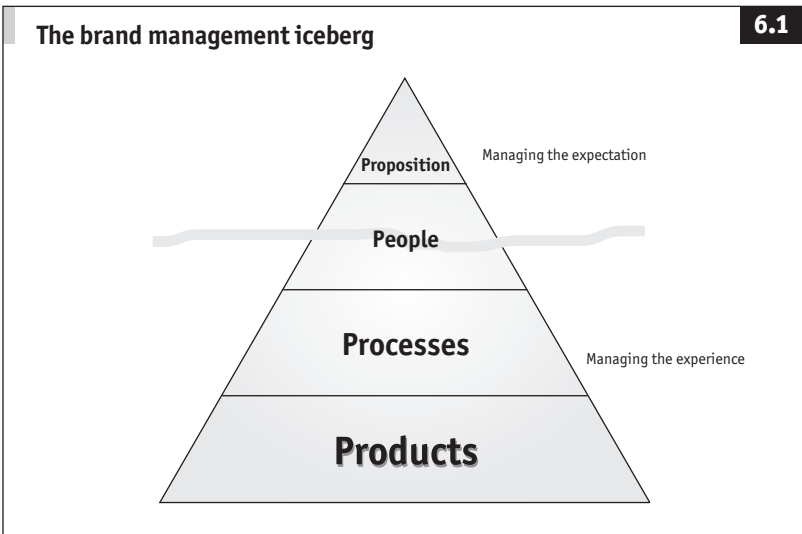 The brand management iceberg
6.1
Proposition
Managing the expectation
People
Processes
Managing the experience
Products